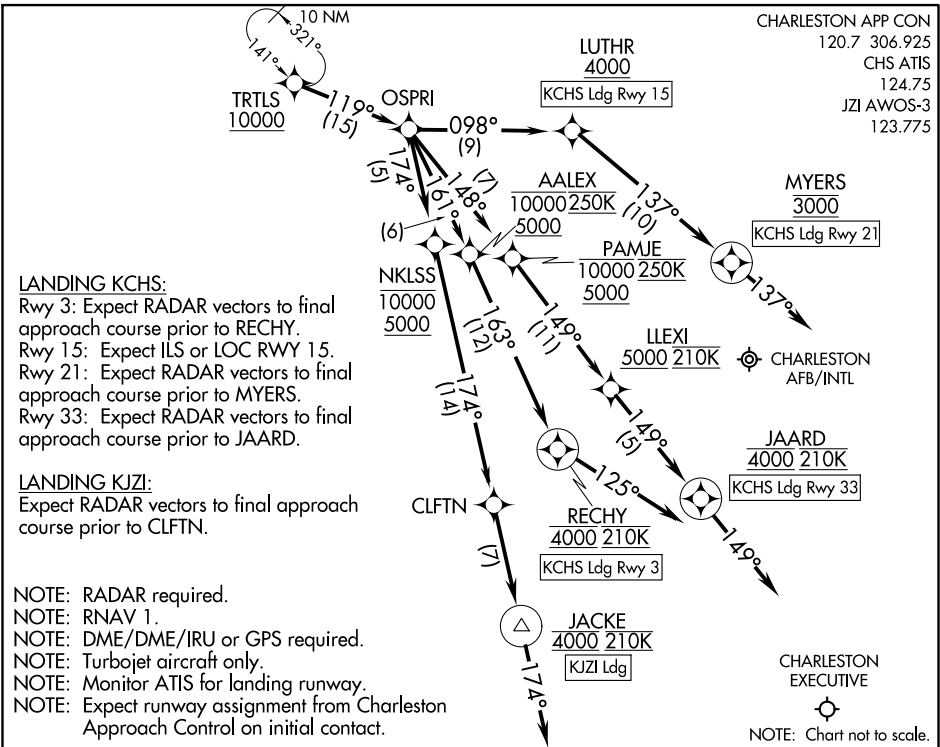 10 NM
321°
141°
TRTLS
10000
119°
(15)
OSPRI
098°
(9)
LUTHR
4000
KCHS Ldg Rwy 15
CHARLESTON APP CON
120.7 306.925
CHS ATIS
124.75
JZI AWOS-3
123.775
137°
(10)
MYERS
3000
KCHS Ldg Rwy 21
137°
174°
(5)
161°
(6)
148°
(7)
AALEX
10000 250K
5000
PAMJE
10000 250K
5000
NKLSS
10000
5000
163°
(12)
149°
(11)
LLEXI
5000 210K
CHARLESTON
AFB/INTL
149°
(5)
JAARD
4000 210K
KCHS Ldg Rwy 33
149°
125°
RECHY
4000 210K
KCHS Ldg Rwy 3
174°
(14)
CLFTN
(7)
JACKE
4000 210K
KJZI Ldg
174°
LANDING KCHS:
Rwy 3: Expect RADAR vectors to final
approach course prior to RECHY.
Rwy 15: Expect ILS or LOC RWY 15.
Rwy 21: Expect RADAR vectors to final
approach course prior to MYERS.
Rwy 33: Expect RADAR vectors to final
approach course prior to JAARD.
LANDING KJZI:
Expect RADAR vectors to final approach
course prior to CLFTN.
NOTE: RADAR required.
NOTE: RNAV 1.
NOTE: DME/DME/IRU or GPS required.
NOTE: Turbojet aircraft only.
NOTE: Monitor ATIS for landing runway.
NOTE: Expect runway assignment from Charleston
Approach Control on initial contact.
CHARLESTON
EXECUTIVE
NOTE: Chart not to scale.